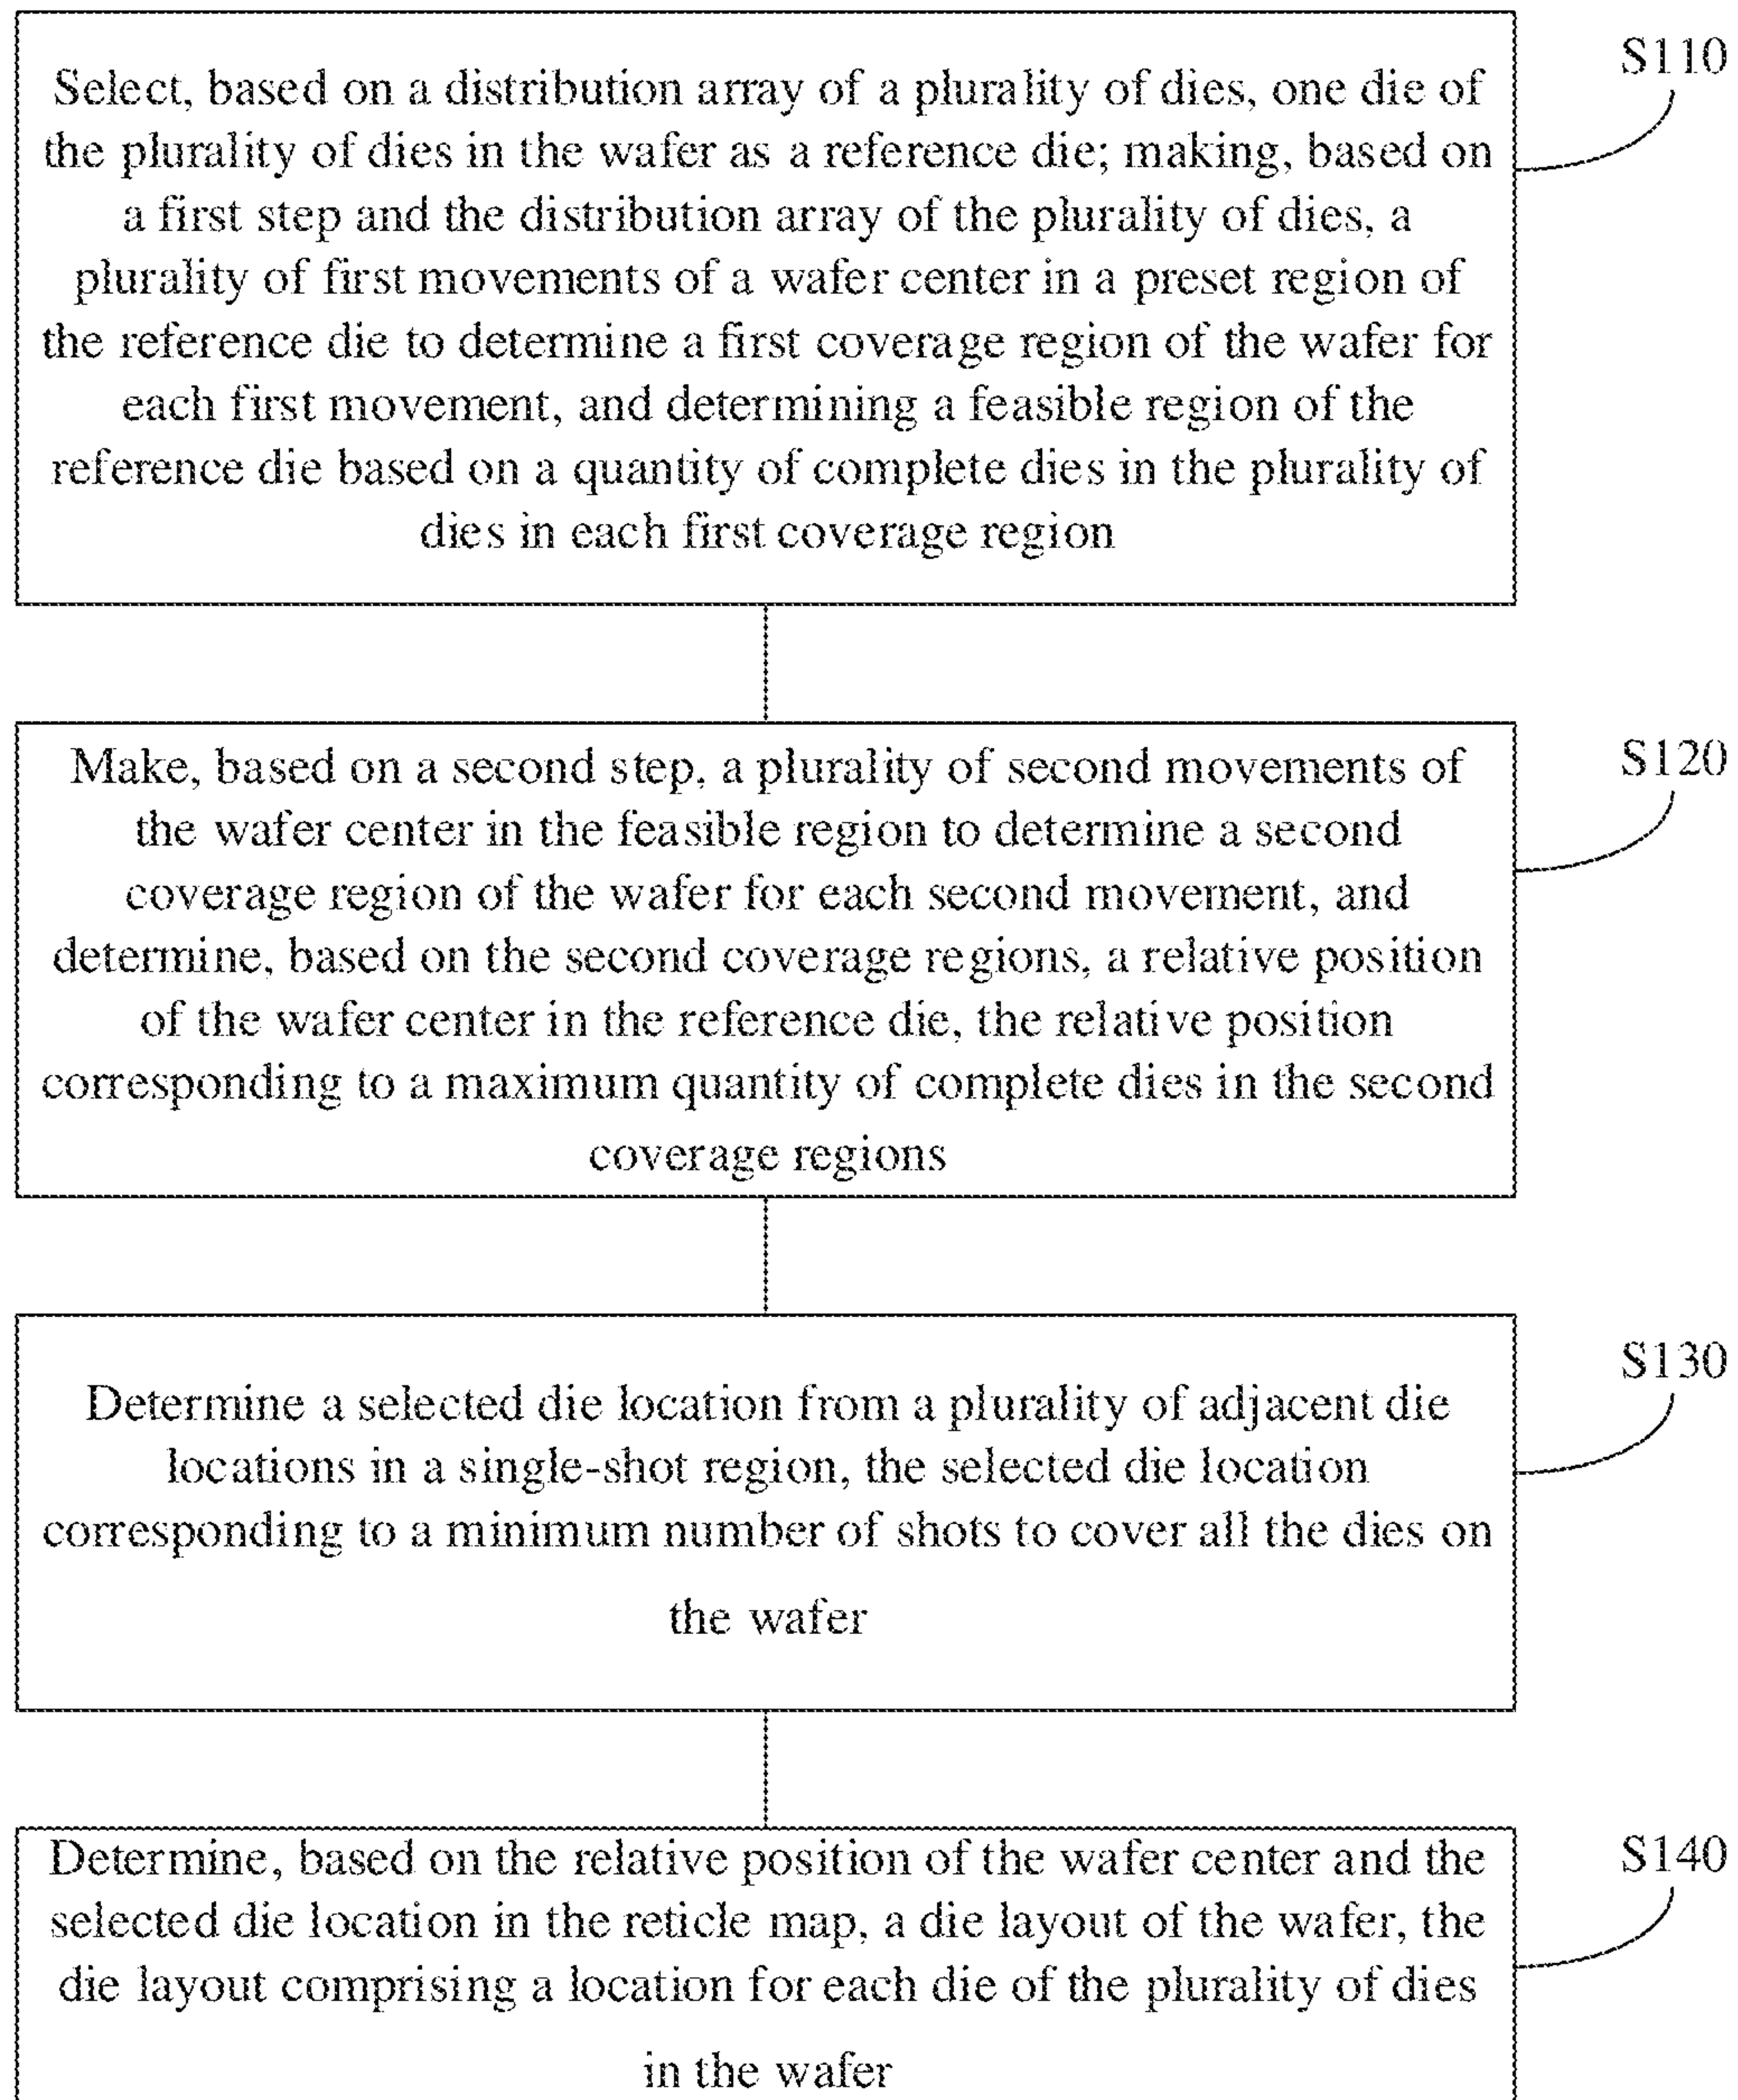 S110
Select, based on a distribution array of a plurality of dies, one die of
the plurality of dies in the wafer as a reference die; making, based on
a first step and the distribution array of the plurality of dies, a
plurality of first movements of a wafer center in a preset region of
the reference die to determine a first coverage region of the wafer for
each first movement, and determining a feasible region of the
reference die based on a quantity of complete dies in the plurality of
dies in each first coverage region
S120
Make, based on a second step, a plurality of second movements of
the wafer center in the feasible region to determine a second
coverage region of the wafer for each second movement, and
determine, based on the second coverage regions, a relative position
of the wafer center in the reference die, the relative position
corresponding to a maximum quantity of complete dies in the second
coverage regions
S130
Determine a selected die location from a plurality of adjacent die
locations in a single-shot region, the selected die location
corresponding to a minimum number of shots to cover all the dies on
the wafer
S140
Determine, based on the relative position of the wafer center and the
selected die location in the reticle map, a die layout of the wafer, the
die layout comprising a location for each die of the plurality of dies
in the wafer